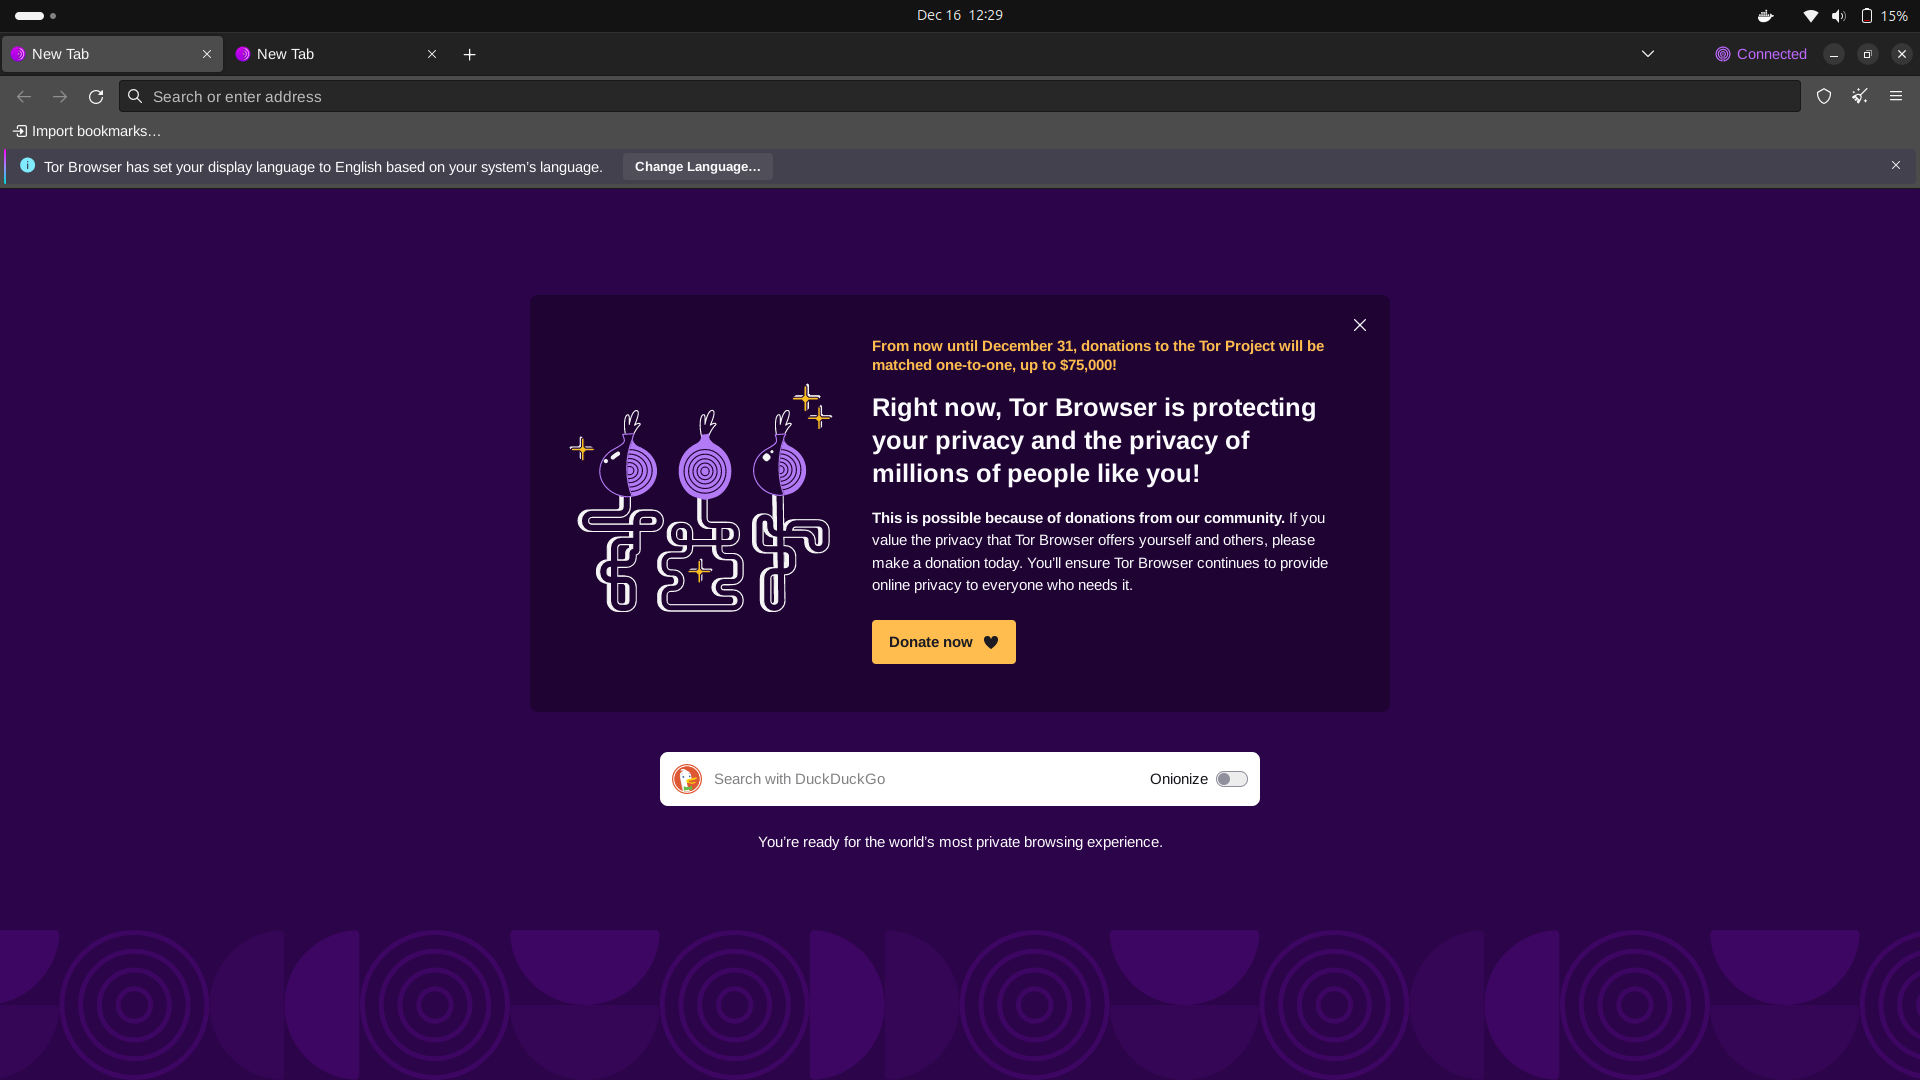 Dec 16 12:29
15%
New Tab
New Tab
Connected
Search or enter address
Import bookmarks…
Tor Browser has set your display language to English based on your system’s language.
Change Language…
From now until December 31, donations to the Tor Project will be
matched one-to-one, up to $75,000!
Right now, Tor Browser is protecting
your privacy and the privacy of
millions of people like you!
This is possible because of donations from our community. If you
value the privacy that Tor Browser offers yourself and others, please
make a donation today. You’ll ensure Tor Browser continues to provide
online privacy to everyone who needs it.
Donate now
Search with DuckDuckGo
Onionize
You’re ready for the world’s most private browsing experience.